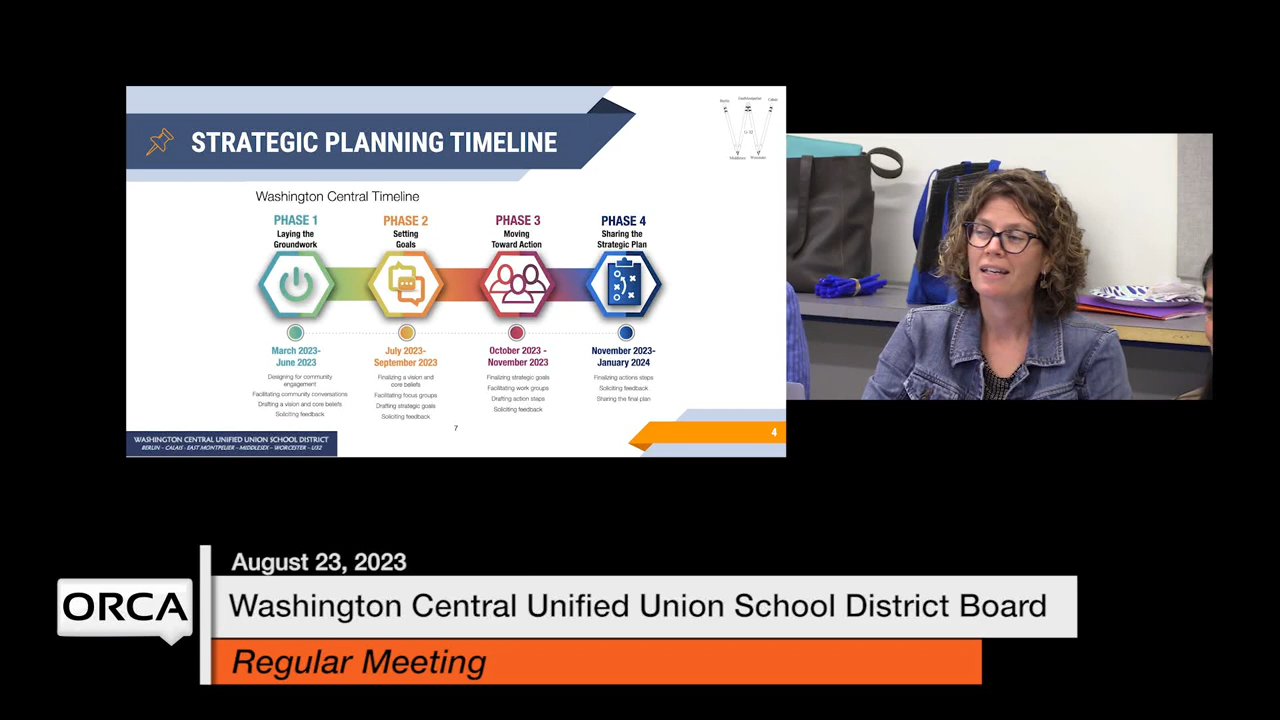 STRATEGIC PLANNING TIMELINE
Washington Central Timeline
PHASE 1
Laying the
Groundwork
PHASE 2
Setting
Goals
PHASE 3
Moving
Toward Action
PHASE 4
Sharing the
Strategic Plan
March 2023-
June 2023
Designing for community
engagement
Facilitating community conversations
Drafting a vision and core beliefs
Soliciting feedback
July 2023-
September 2023
Finalizing a vision and
core beliefs
Facilitating focus groups
Drafting strategic goals
Soliciting feedback
October 2023 -
November 2023
Finalizing strategic goals
Facilitating work groups
Drafting action steps
Soliciting feedback
November 2023-
January 2024
Finalizing actions steps
Soliciting feedback
Sharing the final plan
7
WASHINGTON CENTRAL UNIFIED UNION SCHOOL DISTRICT
BERLIN - CALAIS - EAST MONTPELIER - MIDDLESEX - WORCESTER - U32
4
August 23, 2023
ORCA
Washington Central Unified Union School District Board
Regular Meeting